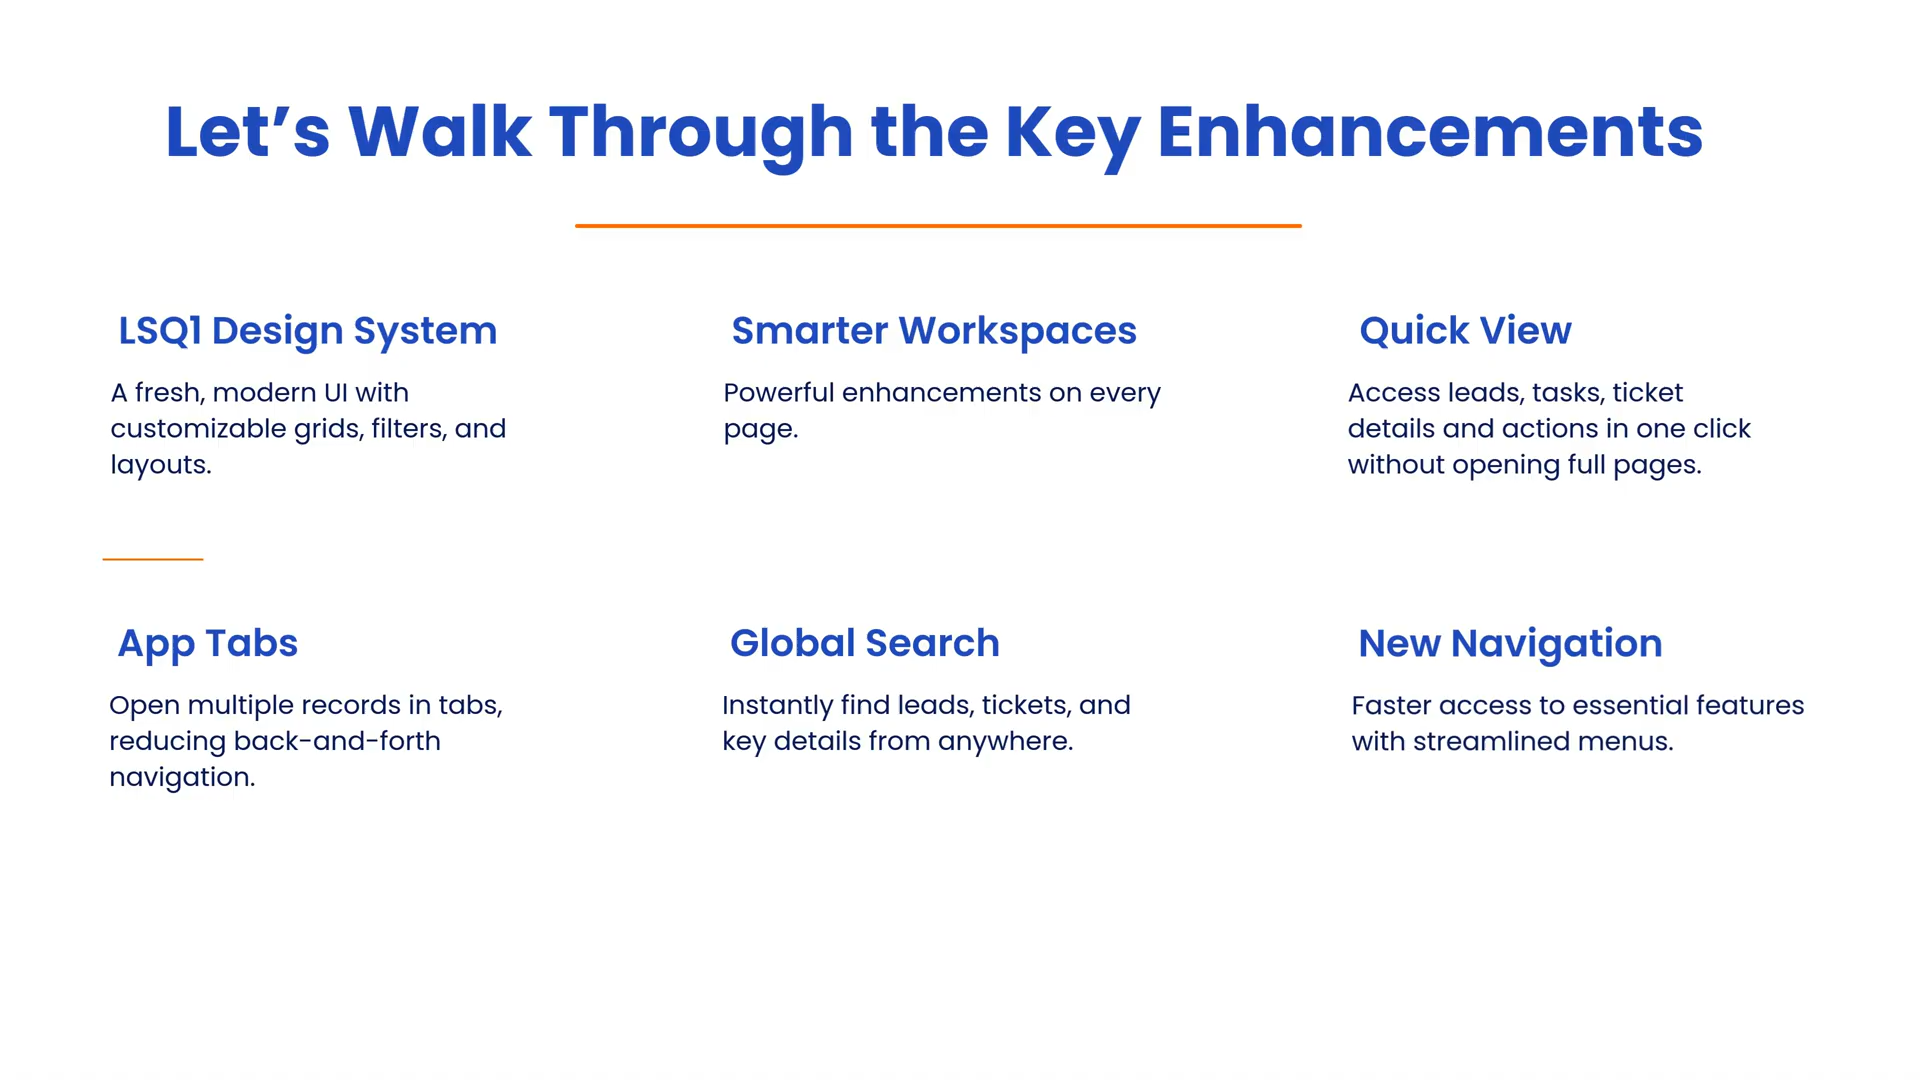 Let’s Walk Through the Key Enhancements
LSQ1 Design System
A fresh, modern UI with
customizable grids, filters, and
layouts.
Smarter Workspaces
Powerful enhancements on every
page.
Quick View
Access leads, tasks, ticket
details and actions in one click
without opening full pages.
App Tabs
Open multiple records in tabs,
reducing back-and-forth
navigation.
Global Search
Instantly find leads, tickets, and
key details from anywhere.
New Navigation
Faster access to essential features
with streamlined menus.